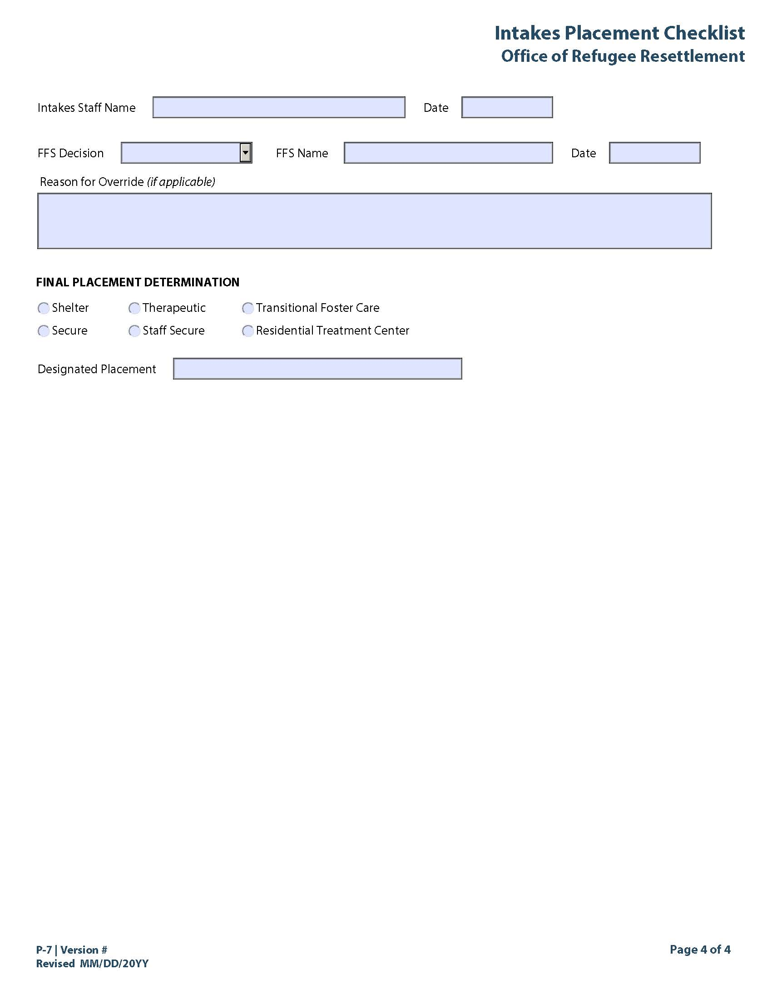 Intakes Placement Checklist
Office of Refugee Resettlement
Intakes Staff Name Date
FFS Decision FFS Name Date
Reason for Override (if applicable)
FINAL PLACEMENT DETERMINATION
Shelter Therapeutic Transitional Foster Care
Secure Staff Secure Residential Treatment Center
Designated Placement
P-7 | Version # Page 4 of 4
Revised MM/DD/20YY